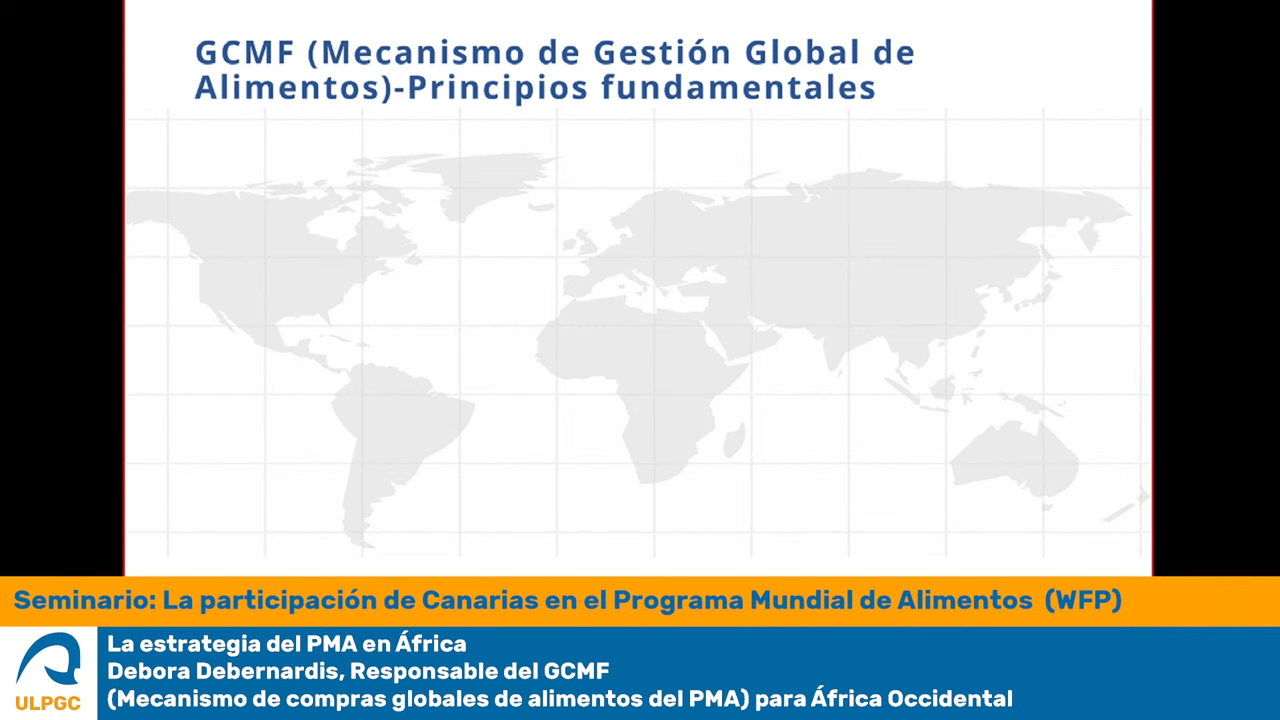 GCMF (Mecanismo de Gestión Global de
Alimentos)-Principios fundamentales
Seminario: La participación de Canarias en el Programa Mundial de Alimentos (WFP)
La estrategia del PMA en África
Debora Debernardis, Responsable del GCMF
(Mecanismo de compras globales de alimentos del PMA) para África Occidental
ULPGC